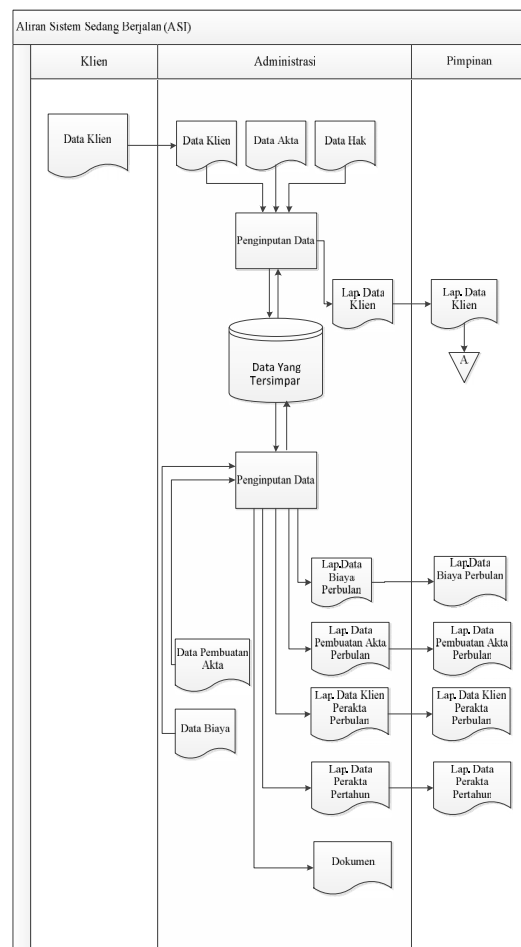 Aliran Sistem Sedang Berjalan (ASI)
Klien
Administrasi
Pimpinan
Data Klien
Data Klien
Data Akta
Data Hak
Penginputan Data
Lap. Data
Klien
Lap. Data
Klien
A
Data Yang
Tersimpar
Penginputan Data
Lap.Data
Biaya
Perbulan
Lap.Data
Biaya Perbulan
Data Pembuatan
Akta
Lap. Data
Pembuatan Akta
Perbulan
Lap. Data
Pembuatan Akta
Perbulan
Data Biaya
Lap. Data Klien
Perakta
Perbulan
Lap. Data Klien
Perakta
Perbulan
Lap. Data
Perakta
Pertahun
Lap. Data
Perakta
Pertahun
Dokumen